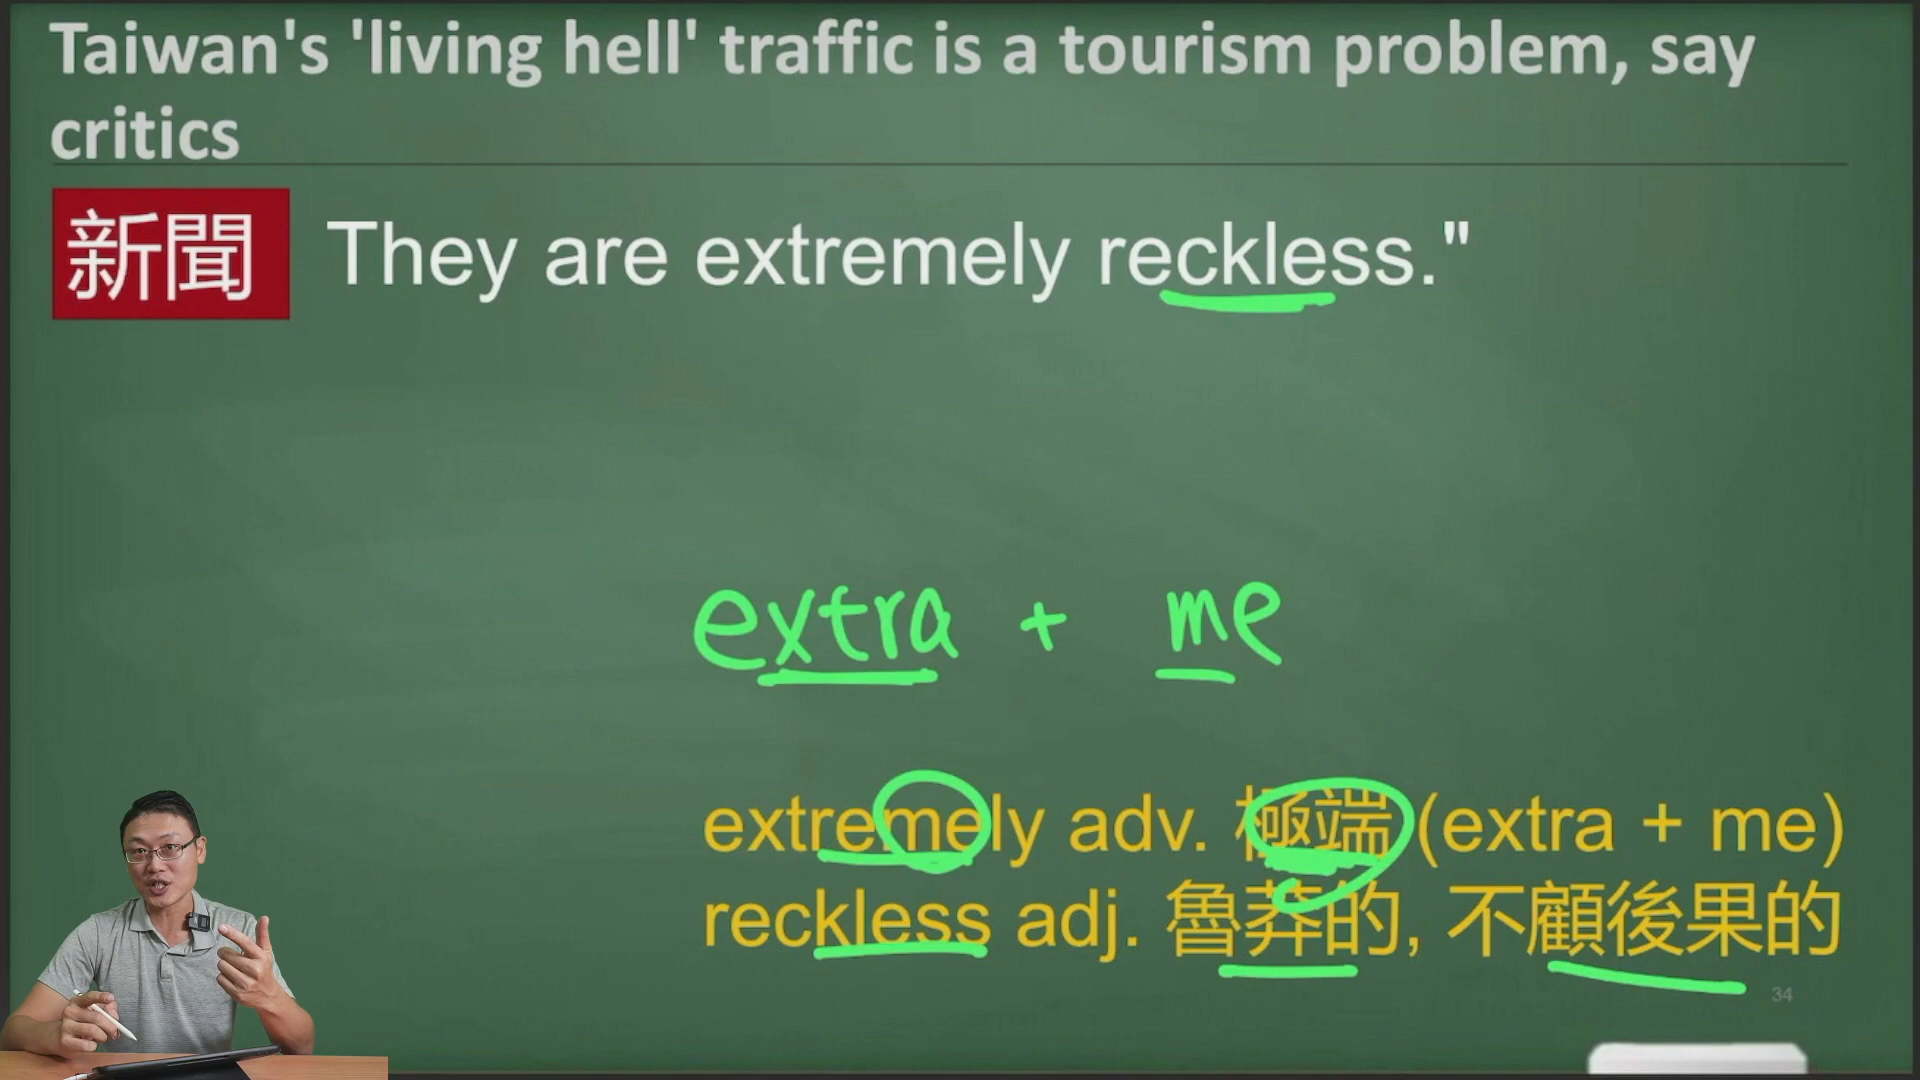 Taiwan's 'living hell' traffic is a tourism problem, say
critics
新聞 They are extremely reckless."
extra + me
extremely adv. 極端 (extra + me)
reckless adj. 魯莽的, 不顧後果的
34